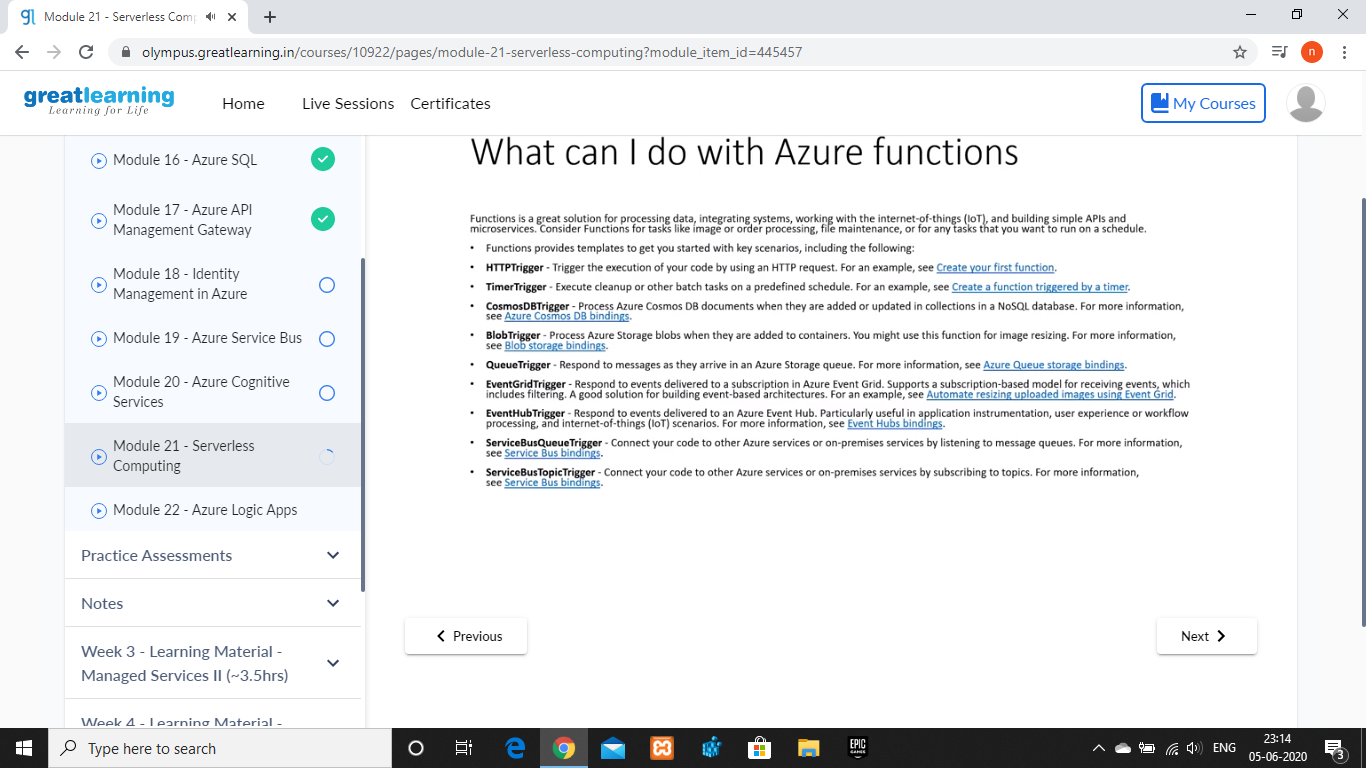 Module 21 - Serverless Comp
olympus.greatlearning.in/courses/10922/pages/module-21-serverless-computing?module_item_id=445457
n
greatlearning
Learning for Life
Home
Live Sessions
Certificates
My Courses
Module 16 - Azure SQL
Module 17 - Azure API
Management Gateway
Module 18 - Identity
Management in Azure
Module 19 - Azure Service Bus
Module 20 - Azure Cognitive
Services
Module 21 - Serverless
Computing
Module 22 - Azure Logic Apps
Practice Assessments
Notes
Week 3 - Learning Material -
Managed Services II (~3.5hrs)
Week 4 - Learning Material -
What can I do with Azure functions
Functions is a great solution for processing data, integrating systems, working with the internet-of-things (IoT), and building simple APIs and
microservices. Consider Functions for tasks like image or order processing, file maintenance, or for any tasks that you want to run on a schedule.
• Functions provides templates to get you started with key scenarios, including the following:
• HTTPTrigger - Trigger the execution of your code by using an HTTP request. For an example, see Create your first function.
• TimerTrigger - Execute cleanup or other batch tasks on a predefined schedule. For an example, see Create a function triggered by a timer.
• CosmosDBTrigger - Process Azure Cosmos DB documents when they are added or updated in collections in a NoSQL database. For more information,
see Azure Cosmos DB bindings.
• BlobTrigger - Process Azure Storage blobs when they are added to containers. You might use this function for image resizing. For more information,
see Blob storage bindings.
• QueueTrigger - Respond to messages as they arrive in an Azure Storage queue. For more information, see Azure Queue storage bindings.
• EventGridTrigger - Respond to events delivered to a subscription in Azure Event Grid. Supports a subscription-based model for receiving events, which
includes filtering. A good solution for building event-based architectures. For an example, see Automate resizing uploaded images using Event Grid.
• EventHubTrigger - Respond to events delivered to an Azure Event Hub. Particularly useful in application instrumentation, user experience or workflow
processing, and internet-of-things (IoT) scenarios. For more information, see Event Hubs bindings.
• ServiceBusQueueTrigger - Connect your code to other Azure services or on-premises services by listening to message queues. For more information,
see Service Bus bindings.
• ServiceBusTopicTrigger - Connect your code to other Azure services or on-premises services by subscribing to topics. For more information,
see Service Bus bindings.
Previous
Next
Type here to search
EPIC
GAMES
ENG
23:14
05-06-2020
3